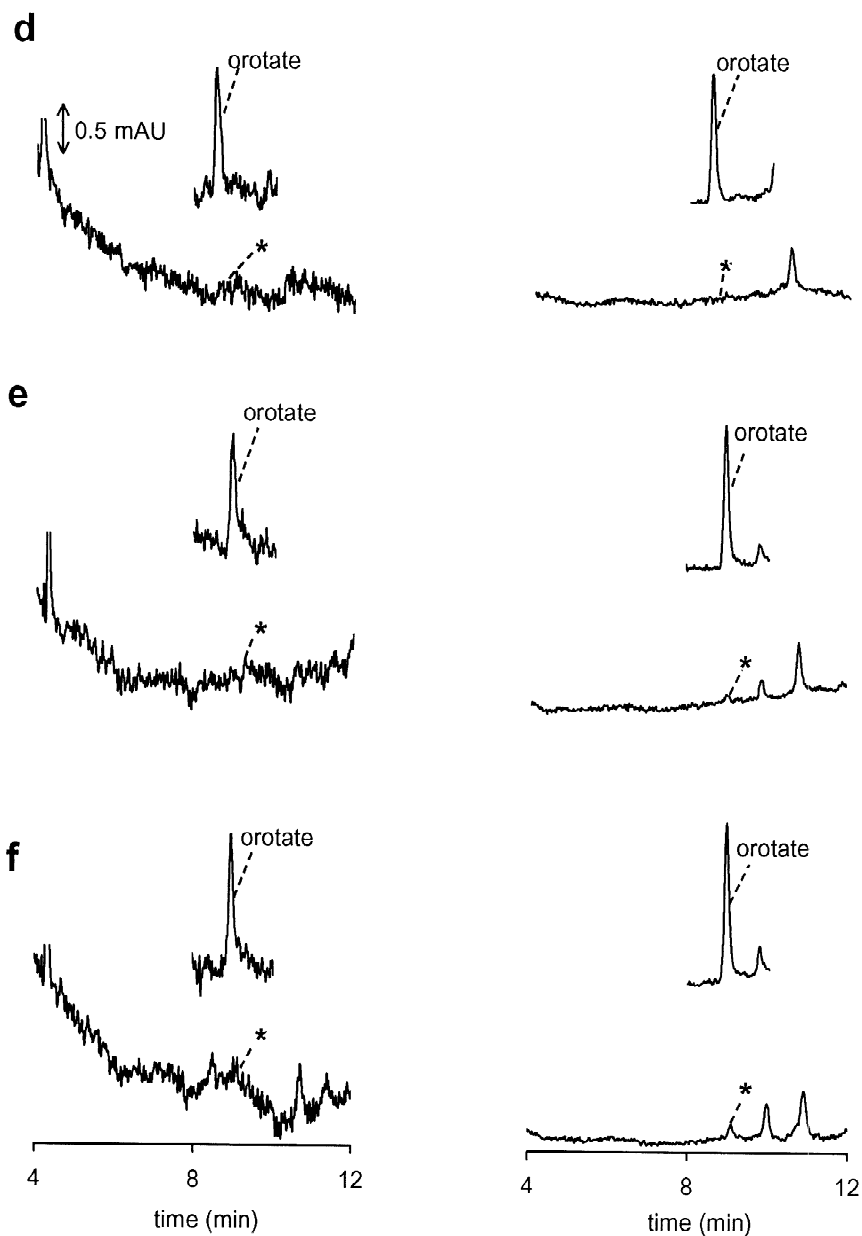 d
orotate
orotate
0.5 mAU
*
*
e
orotate
orotate
*
*
f
orotate
orotate
*
*
4 8 12
4 8 12
time (min)
time (min)